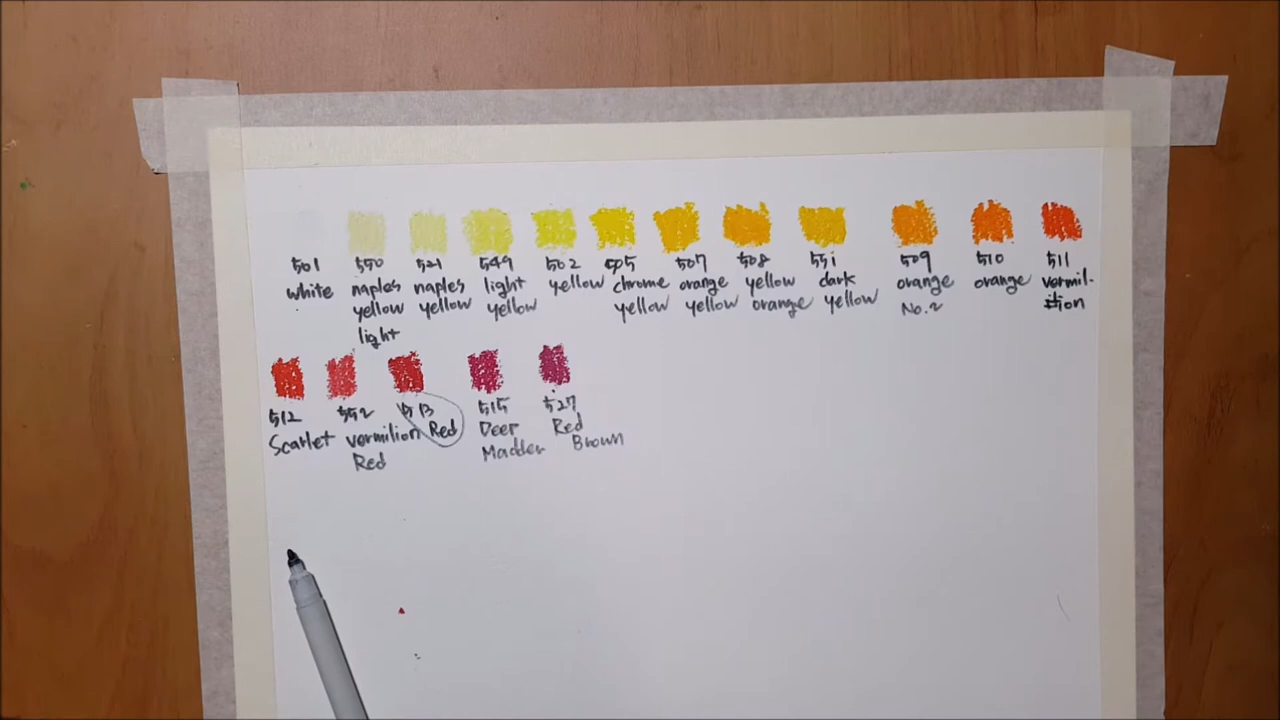 501 550 521 549 502 505 507 508 551 509 510 511
white naples naples light yellow chrome orange yellow dark orange orange vermil-
yellow yellow yellow yellow yellow orange yellow No.2 lion
light
512 552 513 515 527
Scarlet vermilion Red Deep Red
Red Madder Brown